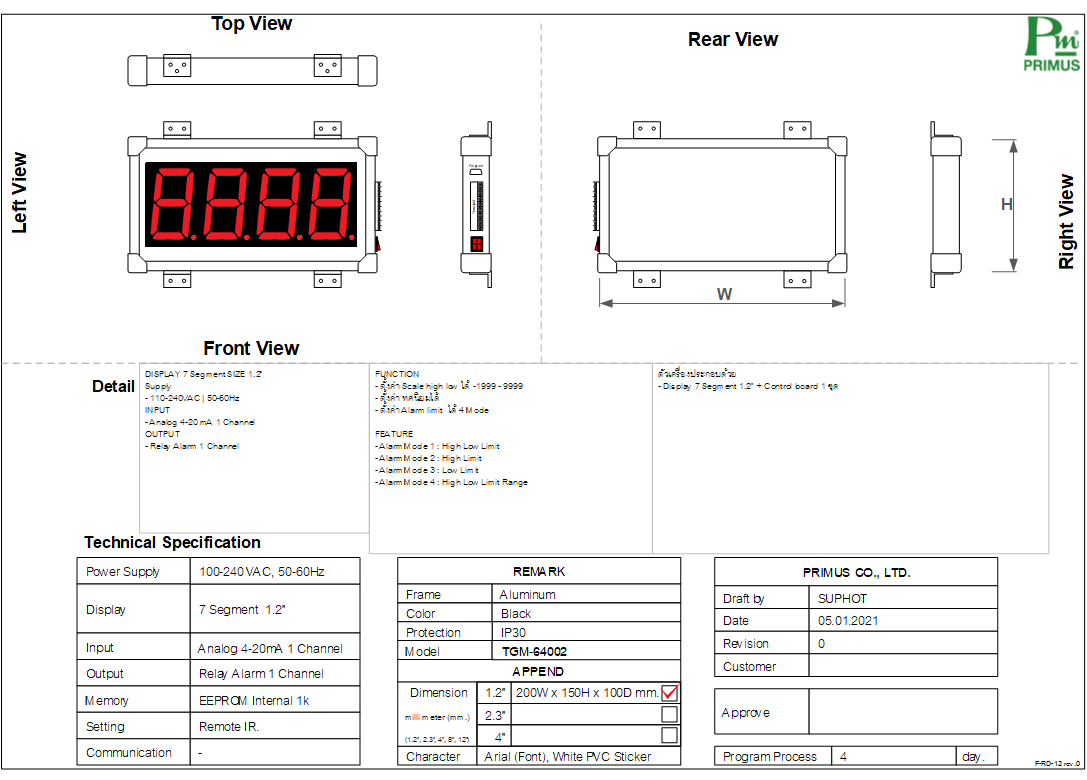 Top View
Rear View
Pm
PRIMUS
Left View
8.8.8.8.
H
Right View
W
Front View
Detail
DISPLAY 7 Segment SIZE 1.2"
Supply
- 110-240VAC | 50-60Hz
INPUT
- Analog 4-20 mA 1 Channel
OUTPUT
- Relay Alarm 1 Channel
FUNCTION
- ตั้งค่า Scale high low ได้ -1999 - 9999
- ตั้งค่า ทศนิยมได้
- ตั้งค่า Alarm limit ได้ 4 Mode
FEATURE
- Alarm Mode 1 : High Low Limit
- Alarm Mode 2 : High Limit
- Alarm Mode 3 : Low Limit
- Alarm Mode 4 : High Low Limit Range
ตัวเครื่องประกอบด้วย
- Display 7 Segment 1.2" + Control board 1 ชุด
Technical Specification
Power Supply 100-240VAC, 50-60Hz
Display 7 Segment 1.2"
Input Analog 4-20mA 1 Channel
Output Relay Alarm 1 Channel
Memory EEPROM Internal 1k
Setting Remote IR.
Communication -
REMARK
Frame Aluminum
Color Black
Protection IP30
Model TGM-64002
APPEND
Dimension 1.2" 200W x 150H x 100D mm.
millimeter (mm.) 2.3"
(1.2", 2.3", 4", 8", 12") 4"
Character Arial (Font), White PVC Sticker
PRIMUS CO., LTD.
Draft by SUPHOT
Date 05.01.2021
Revision 0
Customer
Approve
Program Process 4 day.
F-RD-12 rev.0